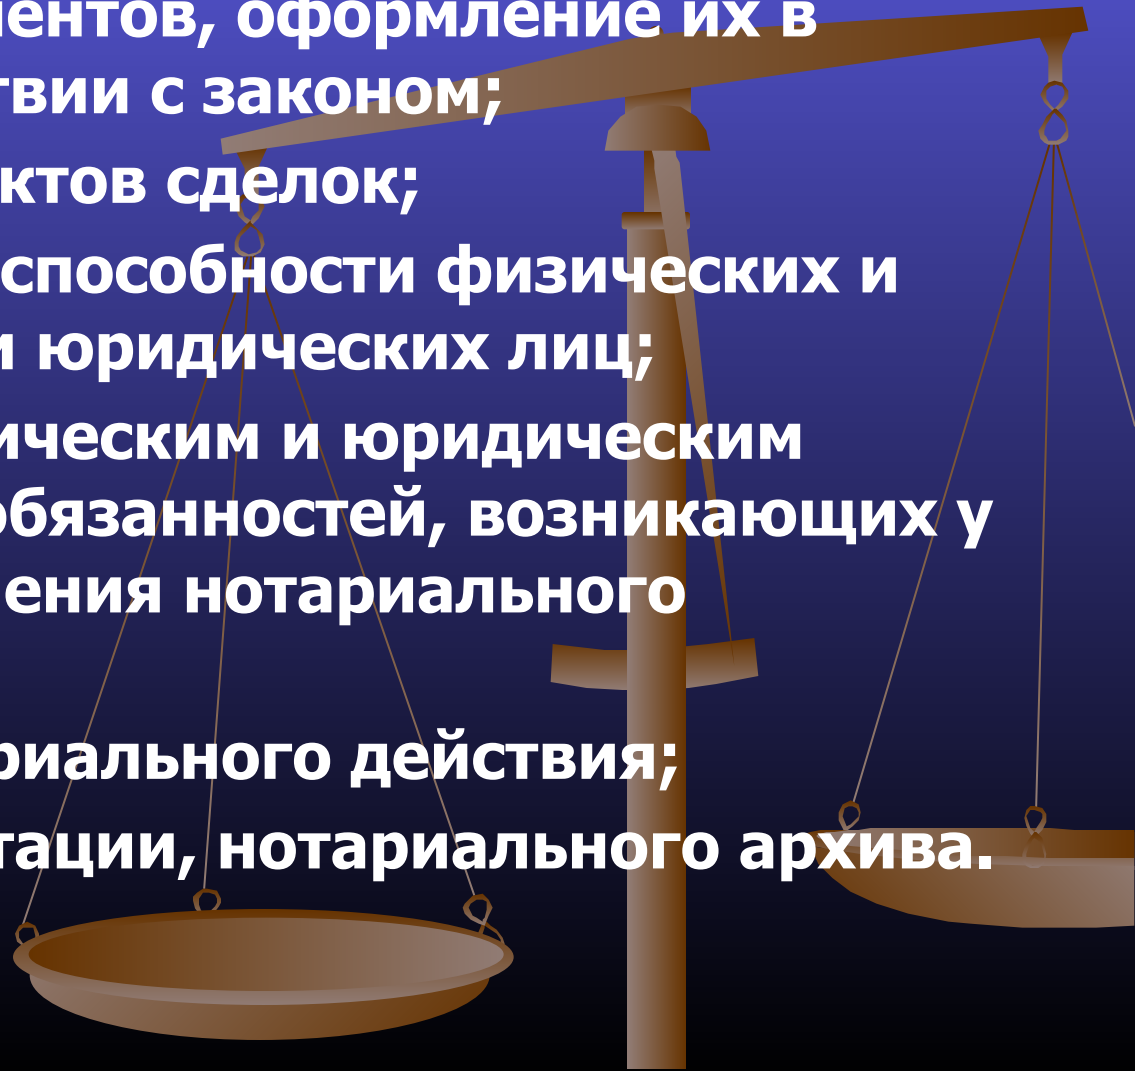 ентов, оформление их в
твии с законом;
ктов сделок;
способности физических и
и юридических лиц;
ическим и юридическим
обязанностей, возникающих у
ения нотариального
риального действия;
тации, нотариального архива.